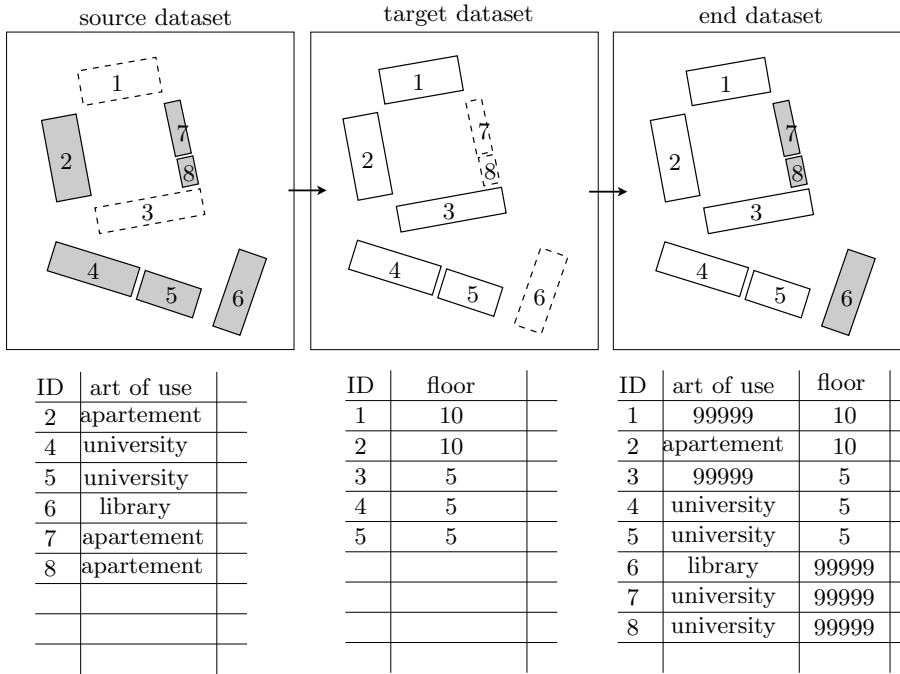 source dataset target dataset end dataset
1 1 1
7 7 7
2 2 2
8 8 8
3 3 3
4 4 4
5 5 5
6 6 6
ID art of use
2 apartement
4 university
5 university
6 library
7 apartement
8 apartement
ID floor
1 10
2 10
3 5
4 5
5 5
ID art of use floor
1 99999 10
2 apartement 10
3 99999 5
4 university 5
5 university 5
6 library 99999
7 university 99999
8 university 99999